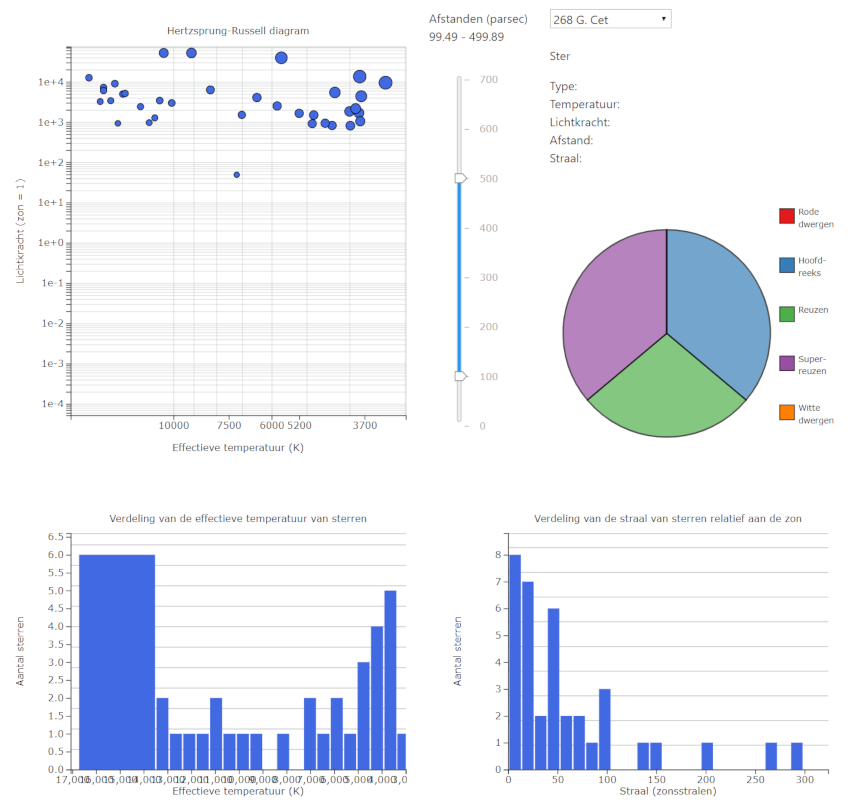 Afstanden (parsec)
99.49 - 499.89
268 G. Cet
Ster
Type:
Temperatuur:
Lichtkracht:
Afstand:
Straal:
Hertzsprung-Russell diagram
Lichtkracht (zon = 1)
1e+4
1e+3
1e+2
1e+1
1e+0
1e-1
1e-2
1e-3
1e-4
10000
7500
6000
5200
3700
Effectieve temperatuur (K)
700
600
500
400
300
200
100
0
Rode
dwergen
Hoofd-
reeks
Reuzen
Super-
reuzen
Witte
dwergen
Verdeling van de effectieve temperatuur van sterren
Aantal sterren
6.5
6.0
5.5
5.0
4.5
4.0
3.5
3.0
2.5
2.0
1.5
1.0
0.5
0.0
17,000 16,000 15,000 14,000 13,000 12,000 11,000 10,000 9,000 8,000 7,000 6,000 5,000 4,000 3,0
Effectieve temperatuur (K)
Verdeling van de straal van sterren relatief aan de zon
Aantal sterren
8
7
6
5
4
3
2
1
0
0 50 100 150 200 250 300
Straal (zonsstralen)